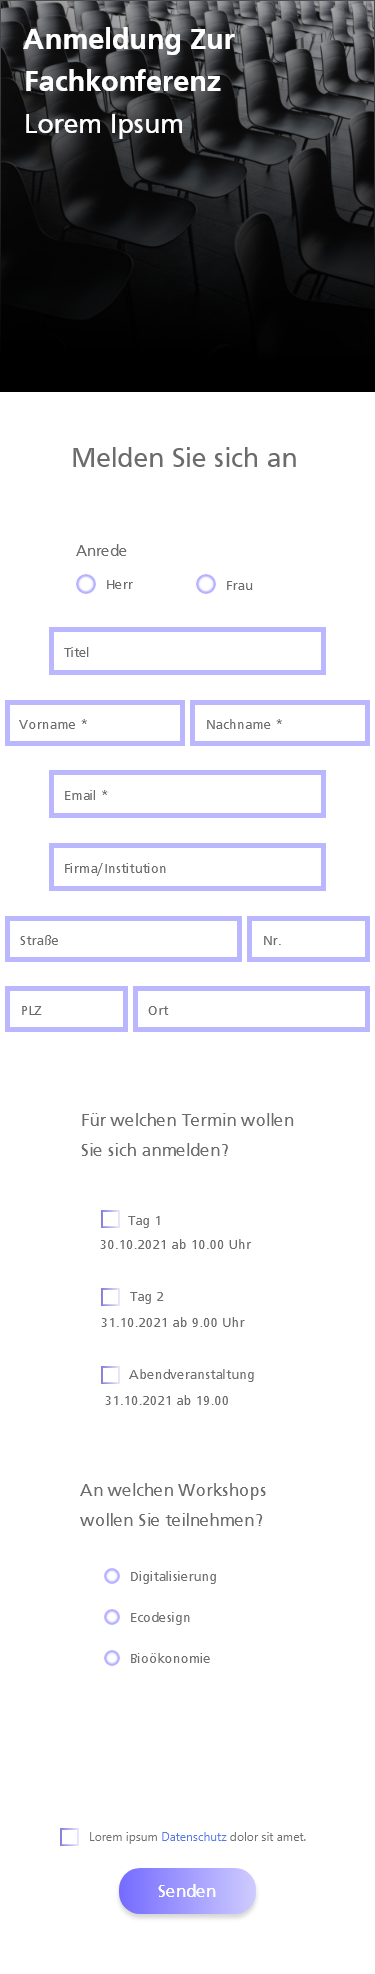 Anmeldung Zur
Fachkonferenz
Lorem Ipsum
Melden Sie sich an
Anrede
Herr Frau
Titel
Vorname * Nachname *
Email *
Firma/Institution
Straße Nr.
PLZ Ort
Für welchen Termin wollen
Sie sich anmelden?
Tag 1
30.10.2021 ab 10.00 Uhr
Tag 2
31.10.2021 ab 9.00 Uhr
Abendveranstaltung
31.10.2021 ab 19.00
An welchen Workshops
wollen Sie teilnehmen?
Digitalisierung
Ecodesign
Bioökonomie
Lorem ipsum Datenschutz dolor sit amet.
Senden